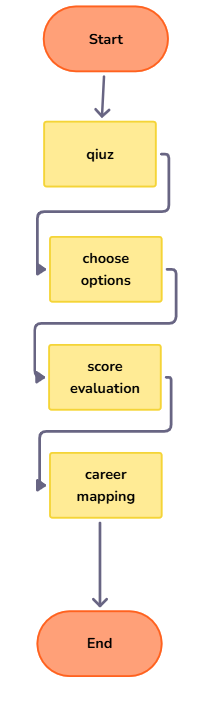 Start
qiuz
choose
options
score
evaluation
career
mapping
End